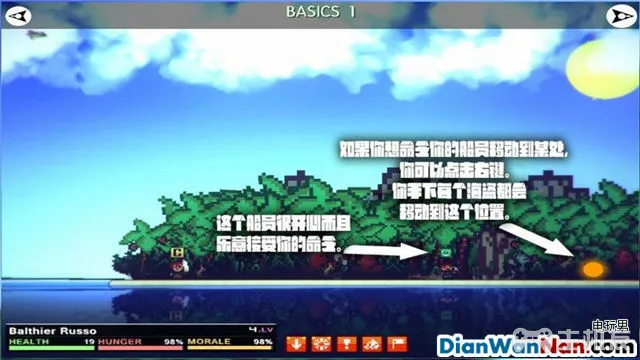 BASICS 1
如果你想命令你的船员移动到某处,
你可以点击右键。
你手下每个海盗都会
移动到这个位置。
这个船员很开心而且
乐意接受你的命令。
C
Balthier Russo 4.LV
HEALTH 19 HUNGER 98% MORALE 98%
电玩男
DianWanNan.com